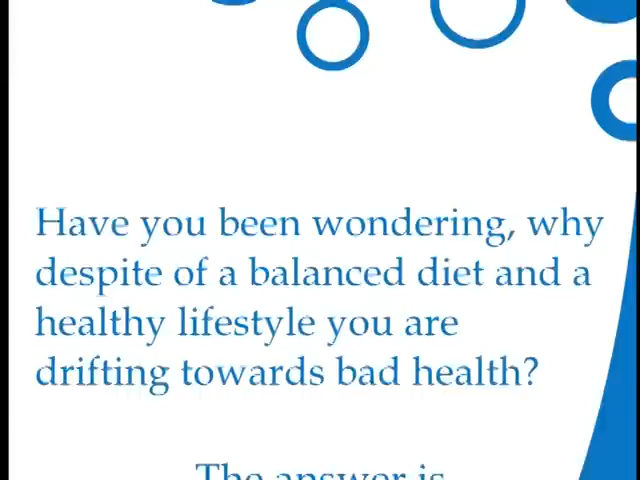 Have you been wondering, why
despite of a balanced diet and a
healthy lifestyle you are
drifting towards bad health?
The answer is